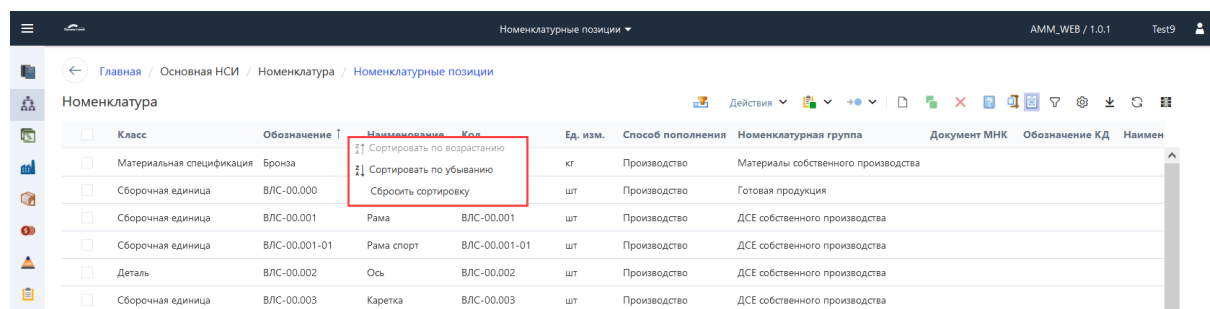 Номенклатурные позиции
AMM_WEB / 1.0.1
Test9
Главная / Основная НСИ / Номенклатура / Номенклатурные позиции
Номенклатура
Действия
Класс Обозначение Наименование Код Ед. изм. Способ пополнения Номенклатурная группа Документ МНК Обозначение КД Наимен
Сортировать по возрастанию
Сортировать по убыванию
Сбросить сортировку
Материальная спецификация Бронза кг Производство Материалы собственного производства
Сборочная единица ВЛС-00.000 шт Производство Готовая продукция
Сборочная единица ВЛС-00.001 Рама ВЛС-00.001 шт Производство ДСЕ собственного производства
Сборочная единица ВЛС-00.001-01 Рама спорт ВЛС-00.001-01 шт Производство ДСЕ собственного производства
Деталь ВЛС-00.002 Ось ВЛС-00.002 шт Производство ДСЕ собственного производства
Сборочная единица ВЛС-00.003 Каретка ВЛС-00.003 шт Производство ДСЕ собственного производства